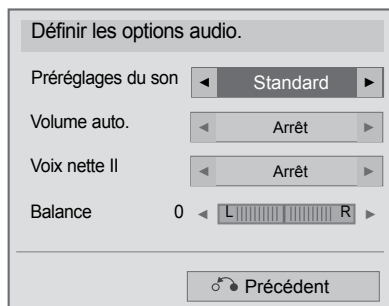 Définir les options audio.
Préréglages du son ◄ Standard ►
Volume auto. ◄ Arrêt ►
Voix nette II ◄ Arrêt ►
Balance 0 ◄ L R ►
Précédent